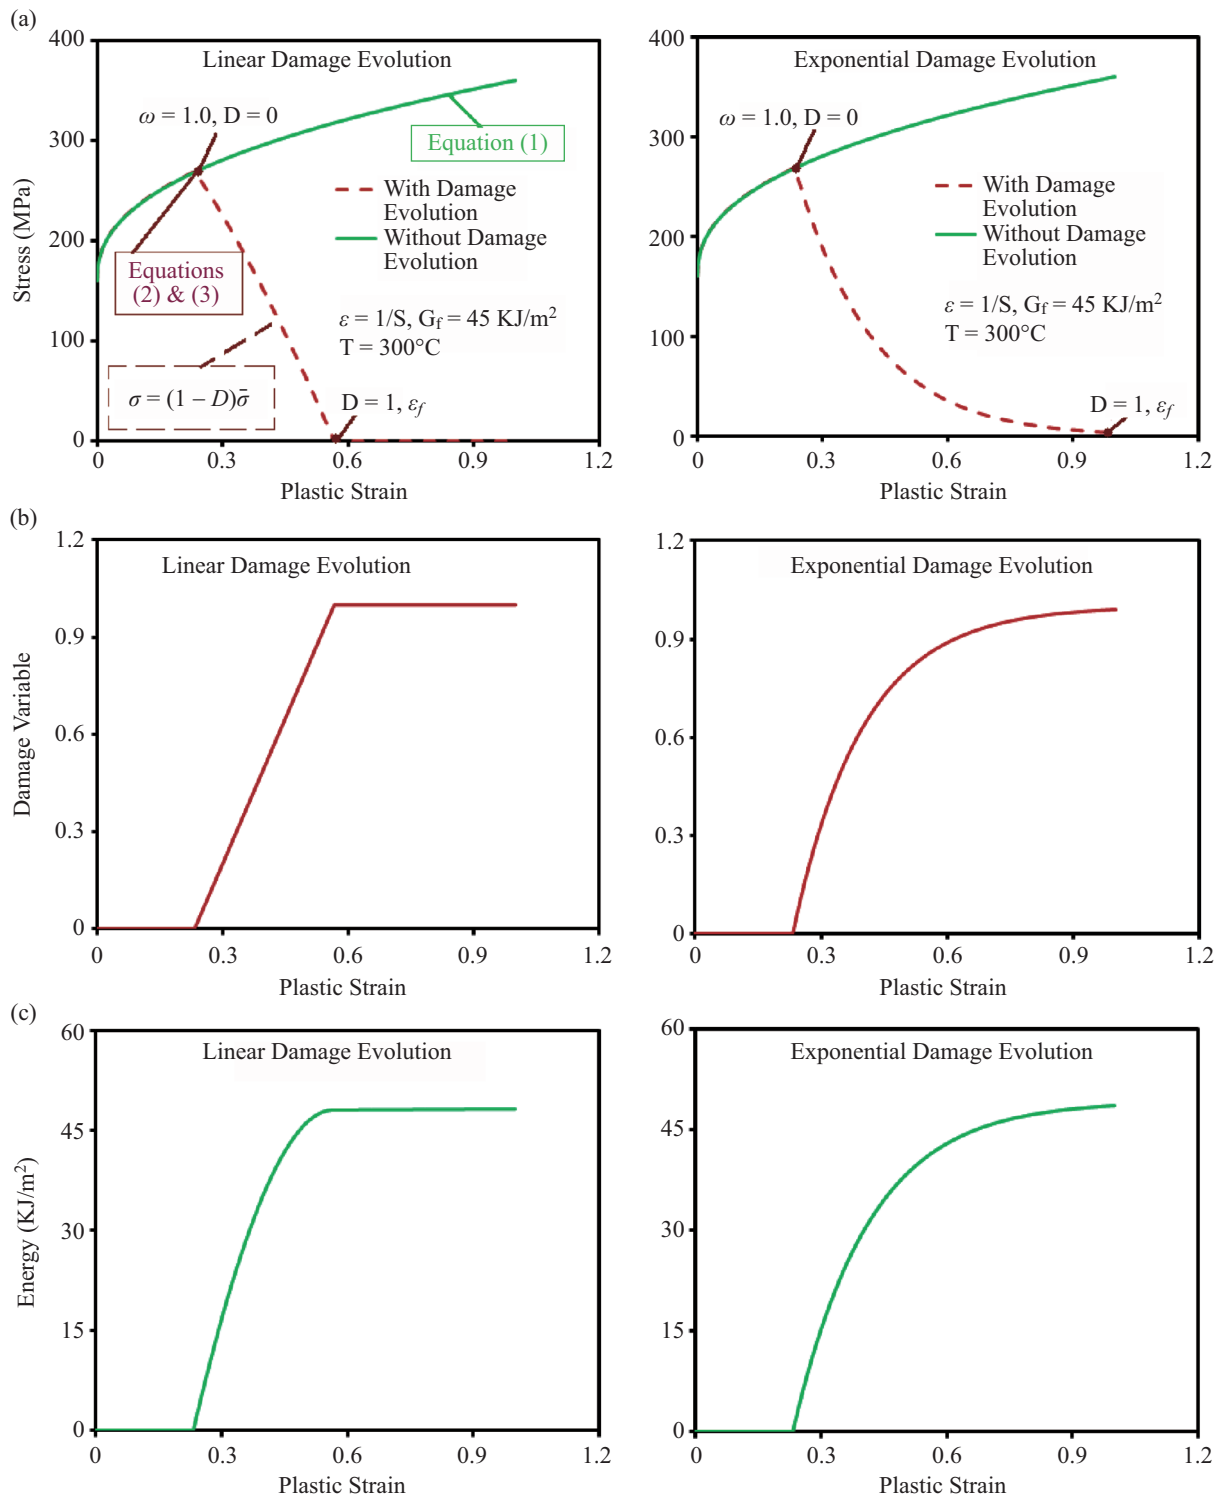 (a)
400
300
200
100
0
Stress (MPa)
Linear Damage Evolution
ω = 1.0, D = 0
Equation (1)
With Damage
Evolution
Without Damage
Evolution
Equations
(2) & (3)
ε = 1/S, G_f = 45 KJ/m²
T = 300°C
σ = (1 − D)σ̄
D = 1, ε_f
0 0.3 0.6 0.9 1.2
Plastic Strain
400
300
200
100
0
Exponential Damage Evolution
ω = 1.0, D = 0
With Damage
Evolution
Without Damage
Evolution
ε = 1/S, G_f = 45 KJ/m²
T = 300°C
D = 1, ε_f
0 0.3 0.6 0.9 1.2
Plastic Strain
(b)
1.2
0.9
0.6
0.3
0
Damage Variable
Linear Damage Evolution
0 0.3 0.6 0.9 1.2
Plastic Strain
1.2
0.9
0.6
0.3
0
Exponential Damage Evolution
0 0.3 0.6 0.9 1.2
Plastic Strain
(c)
60
45
30
15
0
Energy (KJ/m²)
Linear Damage Evolution
0 0.3 0.6 0.9 1.2
Plastic Strain
60
45
30
15
0
Exponential Damage Evolution
0 0.3 0.6 0.9 1.2
Plastic Strain